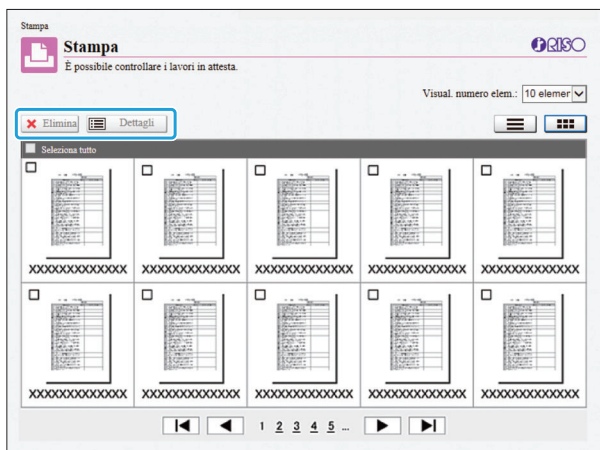 Stampa
Stampa
RISO
È possibile controllare i lavori in attesta.
Visual. numero elem.: 10 elemer
Elimina Dettagli
Seleziona tutto
XXXXXXXXXXXXX XXXXXXXXXXXXX XXXXXXXXXXXXX XXXXXXXXXXXXX XXXXXXXXXXXXX
XXXXXXXXXXXXX XXXXXXXXXXXXX XXXXXXXXXXXXX XXXXXXXXXXXXX XXXXXXXXXXXXX
1 2 3 4 5 ...